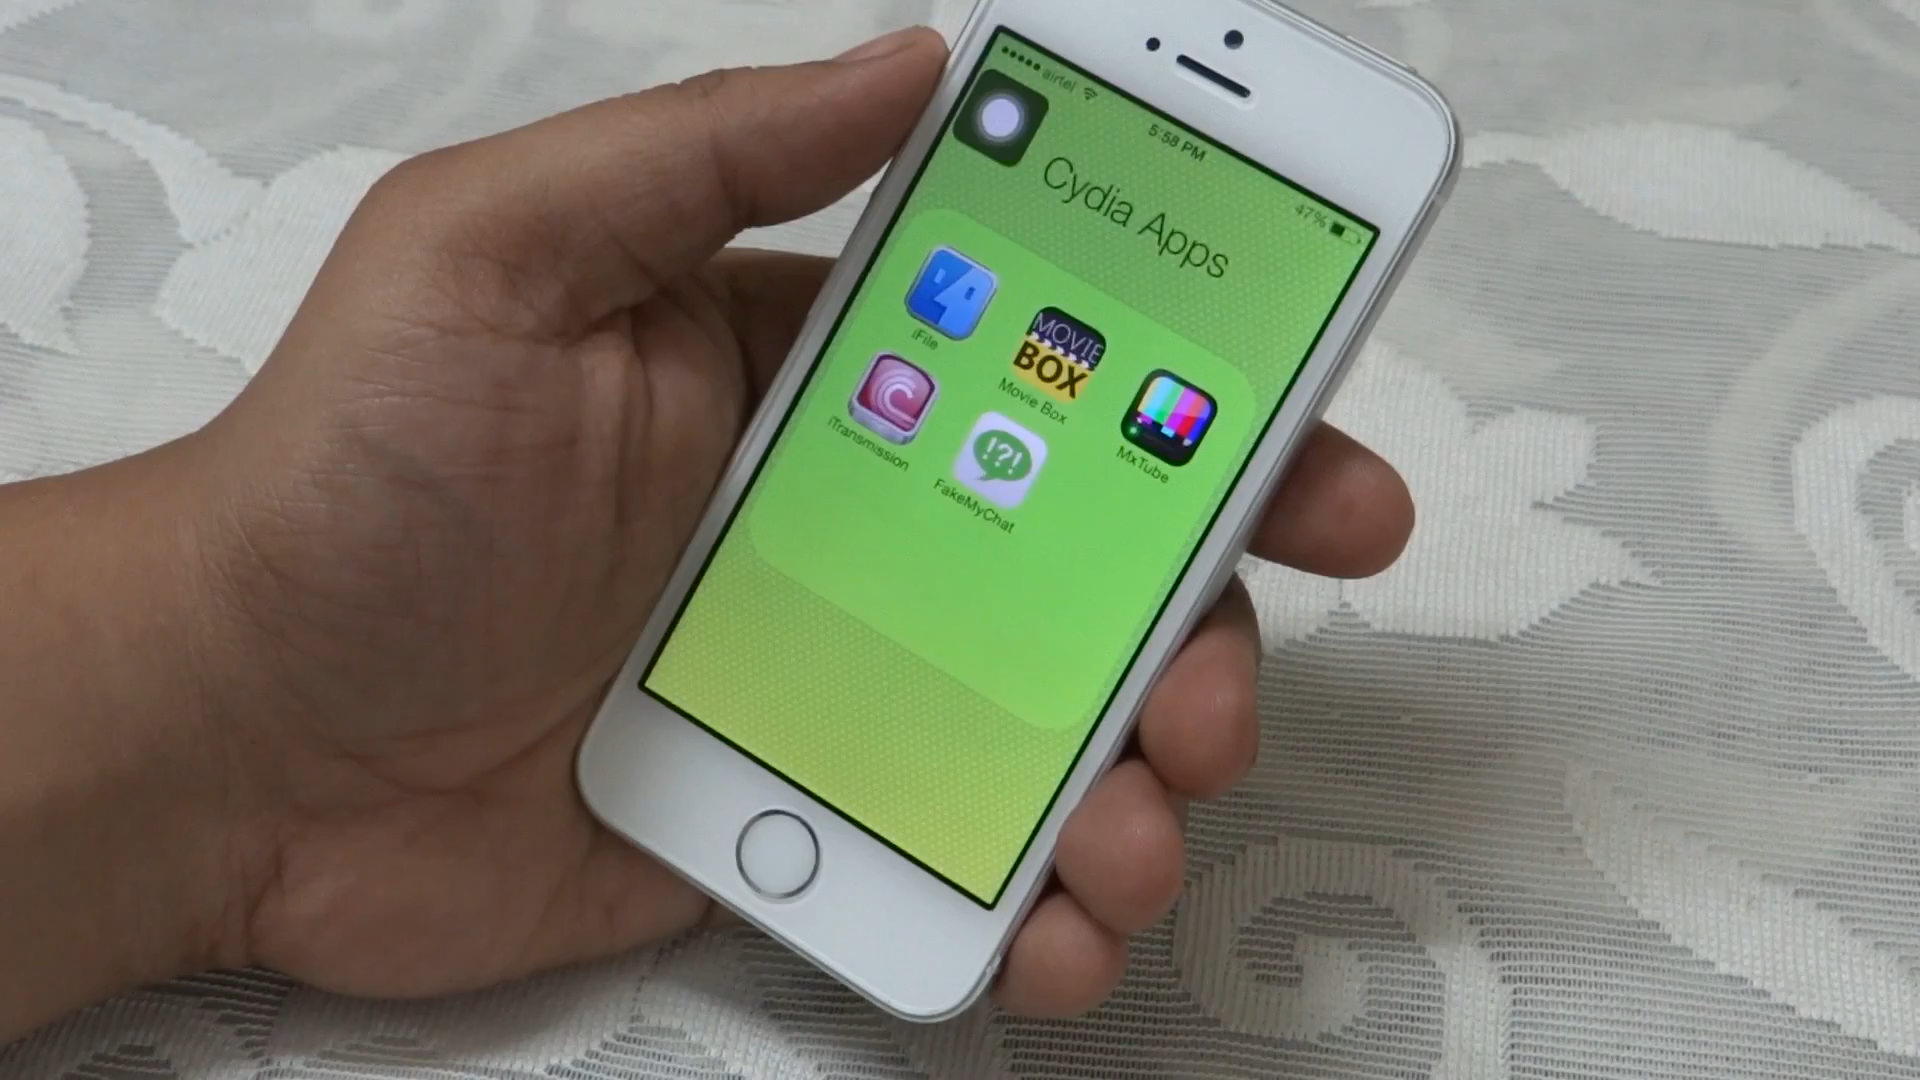 airtel
5:58 PM
47%
Cydia Apps
iFile
MOVIE
BOX
Movie Box
MxTube
iTransmission
!?!
FakeMyChat